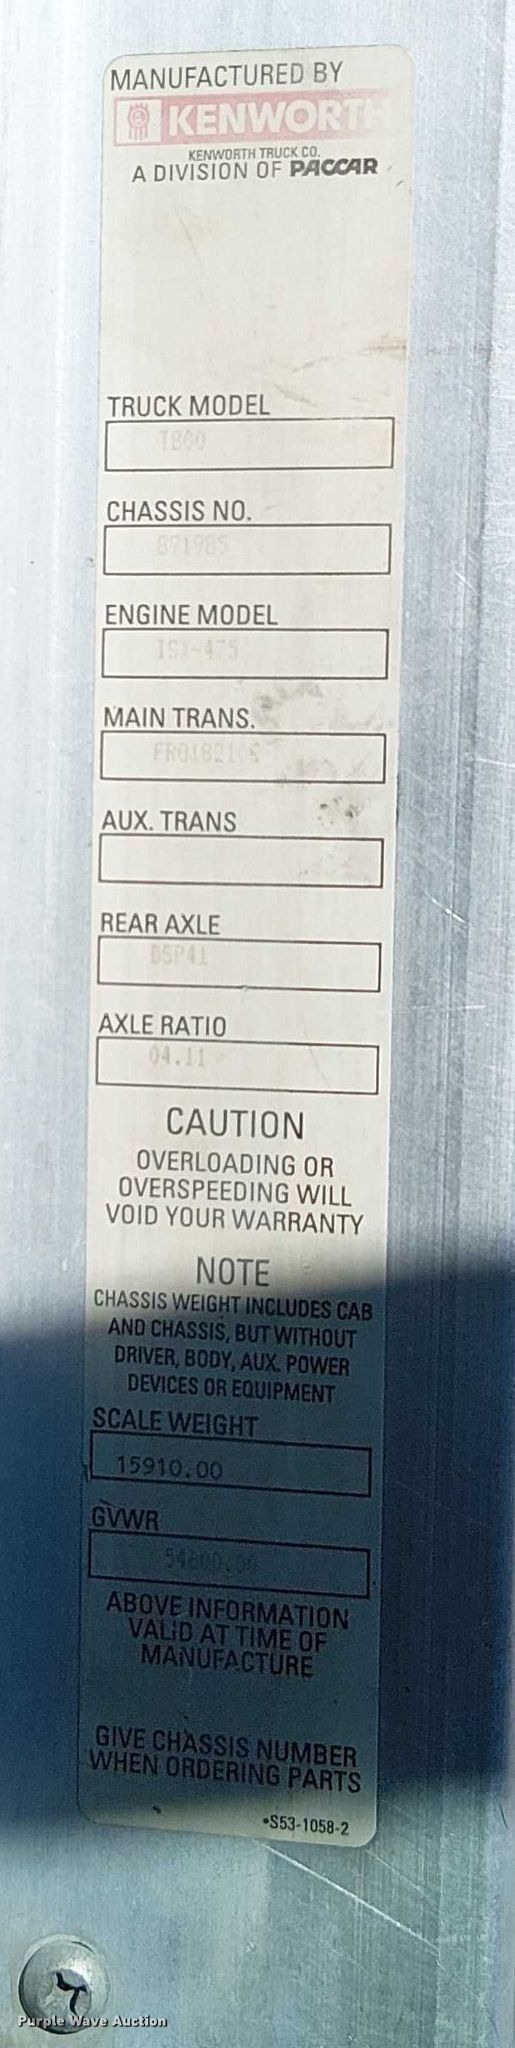 MANUFACTURED BY
KENWORTH
KENWORTH TRUCK CO.
A DIVISION OF PACCAR
TRUCK MODEL
T800
CHASSIS NO.
891985
ENGINE MODEL
ISX-475
MAIN TRANS.
AUX. TRANS
REAR AXLE
DSP41
AXLE RATIO
04.11
CAUTION
OVERLOADING OR
OVERSPEEDING WILL
VOID YOUR WARRANTY
NOTE
CHASSIS WEIGHT INCLUDES CAB
AND CHASSIS, BUT WITHOUT
DRIVER, BODY, AUX. POWER
DEVICES OR EQUIPMENT
SCALE WEIGHT
15910.00
GVWR
54600.00
ABOVE INFORMATION
VALID AT TIME OF
MANUFACTURE
GIVE CHASSIS NUMBER
WHEN ORDERING PARTS
•S53-1058-2
Purple Wave Auction